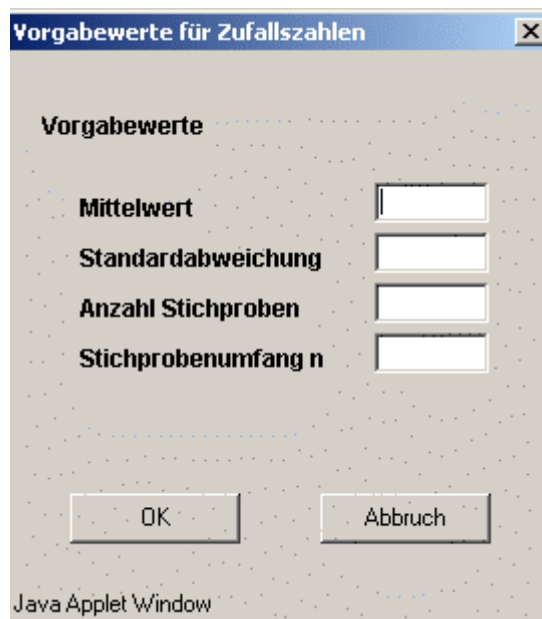 Vorgabewerte für Zufallszahlen
Vorgabewerte
Mittelwert
Standardabweichung
Anzahl Stichproben
Stichprobenumfang n
OK Abbruch
Java Applet Window